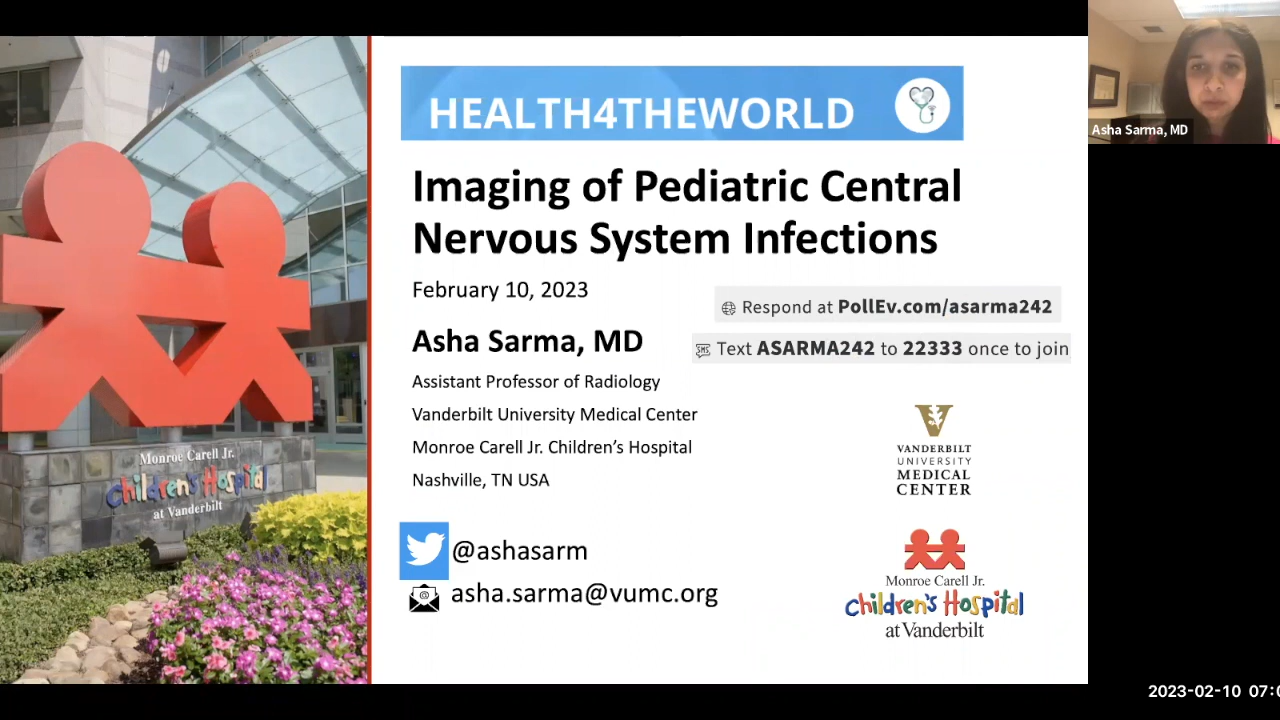 HEALTH4THEWORLD
Imaging of Pediatric Central
Nervous System Infections
February 10, 2023
Respond at PollEv.com/asarma242
Asha Sarma, MD
Text ASARMA242 to 22333 once to join
Assistant Professor of Radiology
Vanderbilt University Medical Center
Monroe Carell Jr. Children’s Hospital
Nashville, TN USA
VANDERBILT
UNIVERSITY
MEDICAL
CENTER
@ashasarm
asha.sarma@vumc.org
Monroe Carell Jr.
Children's Hospital
at Vanderbilt
Monroe Carell Jr.
Children's Hospital
at Vanderbilt
Asha Sarma, MD
2023-02-10